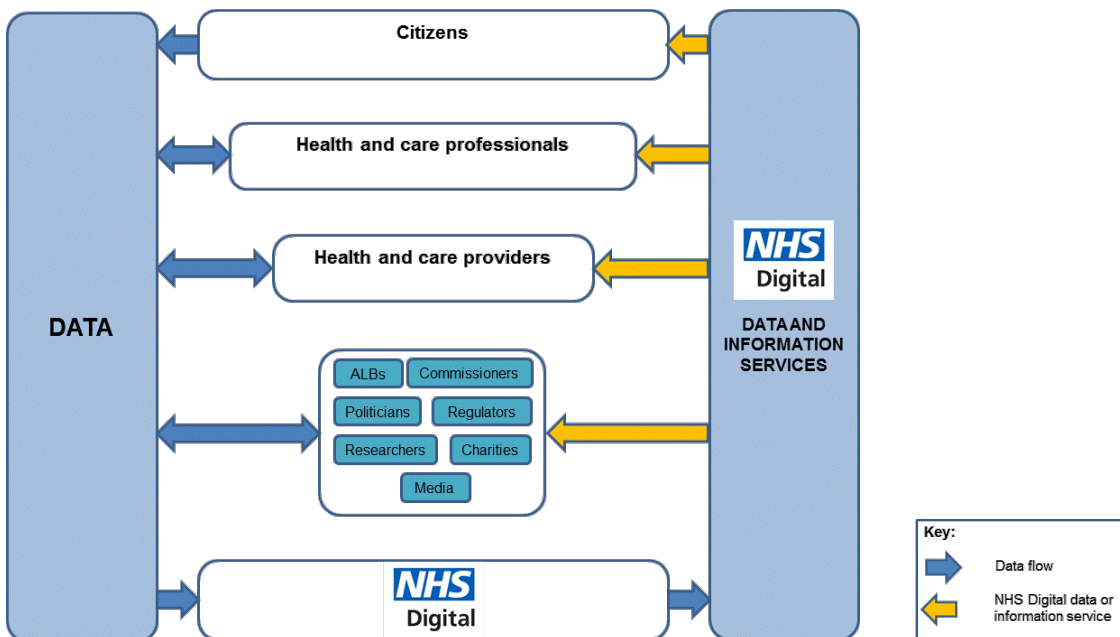 Citizens
Health and care professionals
Health and care providers
DATA
ALBs
Commissioners
Politicians
Regulators
Researchers
Charities
Media
NHS
Digital
NHS
Digital
DATA AND
INFORMATION
SERVICES
Key:
Data flow
NHS Digital data or
information service